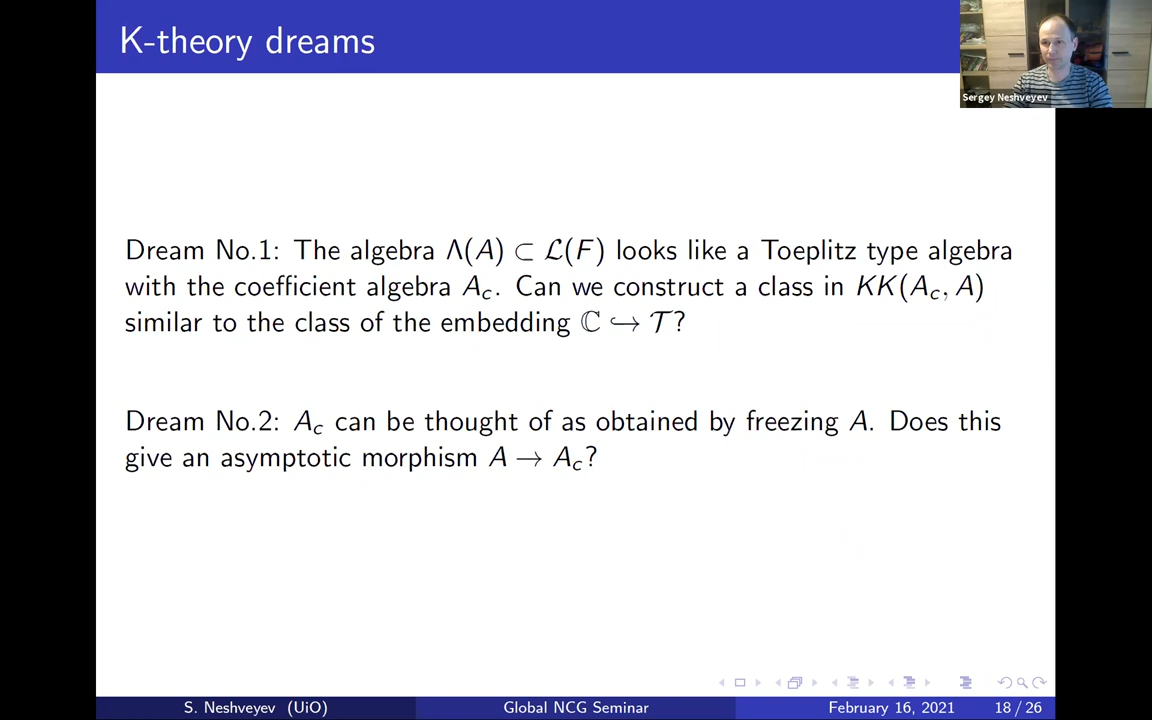 K-theory dreams
Sergey Neshveyev
Dream No.1: The algebra Λ(A) ⊂ ℒ(F) looks like a Toeplitz type algebra
with the coefficient algebra A_c. Can we construct a class in KK(A_c, A)
similar to the class of the embedding ℂ ↪ 𝒯?
Dream No.2: A_c can be thought of as obtained by freezing A. Does this
give an asymptotic morphism A → A_c?
S. Neshveyev (UiO)
Global NCG Seminar
February 16, 2021
18 / 26